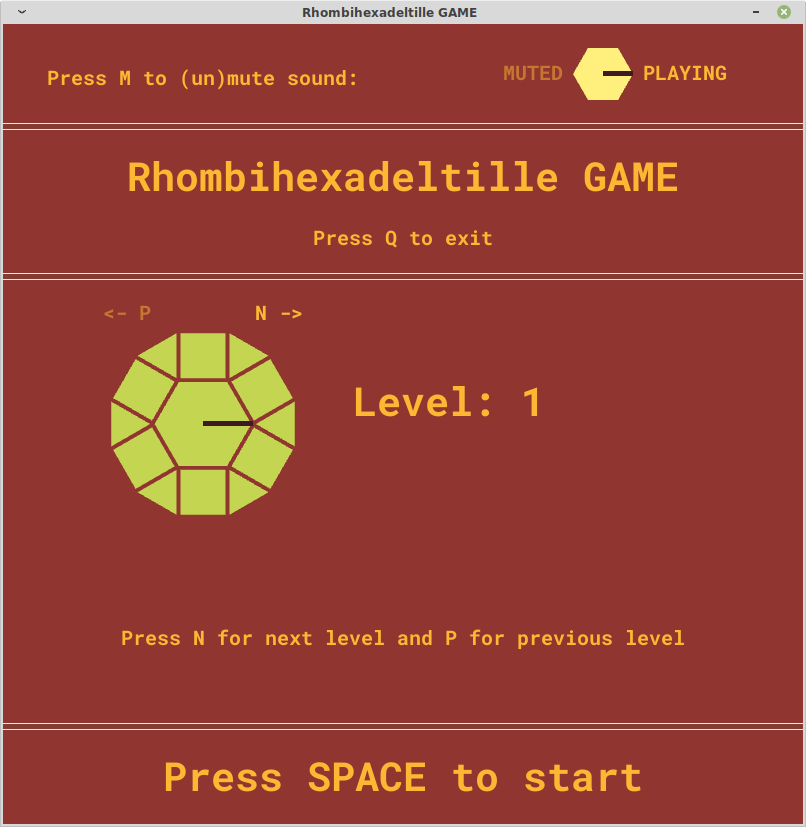 Rhombihexadeltille GAME
Press M to (un)mute sound:
MUTED PLAYING
Rhombihexadeltille GAME
Press Q to exit
<- P N ->
Level: 1
Press N for next level and P for previous level
Press SPACE to start